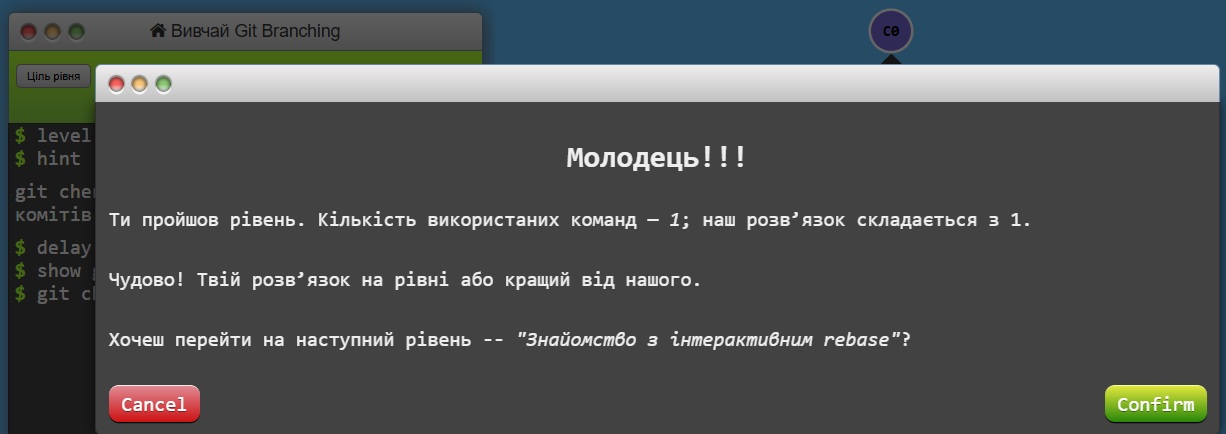 Вивчай Git Branching
C0
Ціль рівня
$ level
$ hint
git cher
комітів
$ delay
$ show g
$ git ch
Молодець!!!
Ти пройшов рівень. Кількість використаних команд – 1; наш розв’язок складається з 1.
Чудово! Твій розв’язок на рівні або кращий від нашого.
Хочеш перейти на наступний рівень -- "Знайомство з інтерактивним rebase"?
Cancel
Confirm